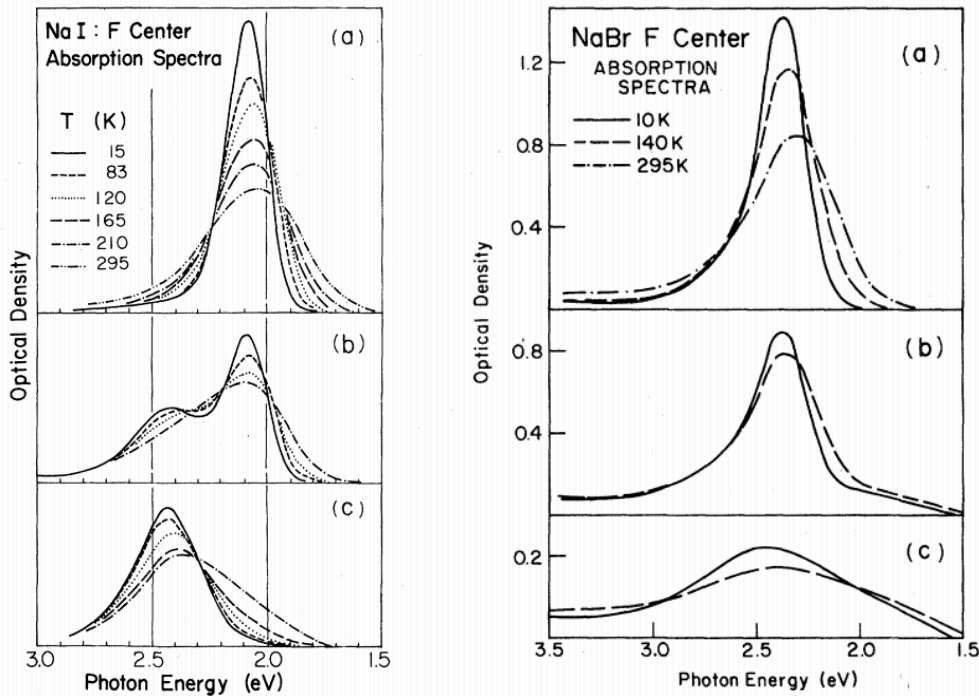 NaI : F Center
Absorption Spectra
(a)
T (K)
15
83
120
165
210
295
(b)
(c)
Optical Density
3.0 2.5 2.0 1.5
Photon Energy (eV)
NaBr F Center
(a)
ABSORPTION
SPECTRA
10K
140K
295K
1.2
0.8
0.4
(b)
0.8
0.4
(c)
0.2
Optical Density
3.5 3.0 2.5 2.0 1.5
Photon Energy (eV)